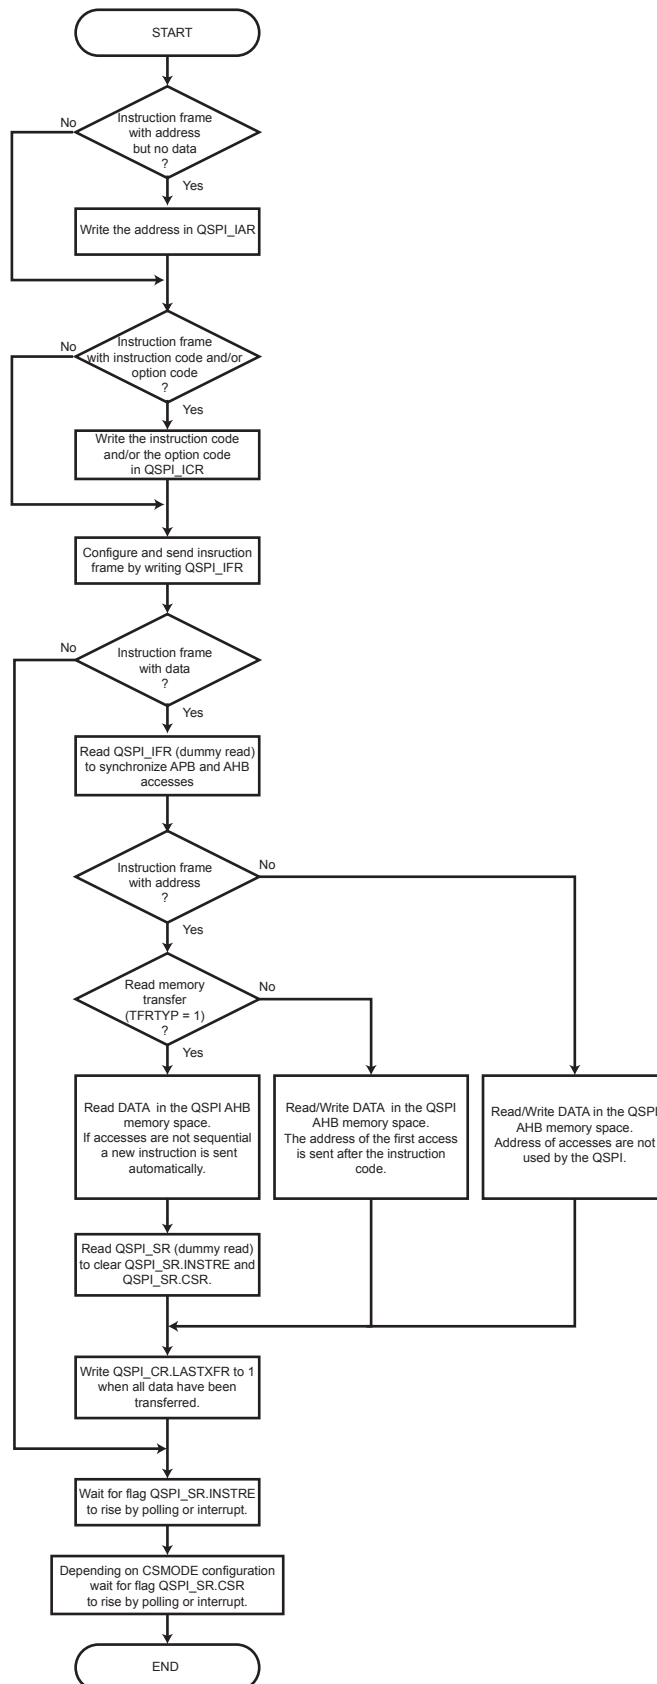 START
Instruction frame
with address
but no data
?
No
Yes
Write the address in QSPI_IAR
Instruction frame
with instruction code and/or
option code
?
No
Yes
Write the instruction code
and/or the option code
in QSPI_ICR
Configure and send insruction
frame by writing QSPI_IFR
No
Instruction frame
with data
?
Yes
Read QSPI_IFR (dummy read)
to synchronize APB and AHB
accesses
Instruction frame
with address
?
No
Yes
Read memory
transfer
(TFRTYP = 1)
?
No
Yes
Read DATA in the QSPI AHB
memory space.
If accesses are not sequential
a new instruction is sent
automatically.
Read/Write DATA in the QSPI
AHB memory space.
The address of the first access
is sent after the instruction
code.
Read/Write DATA in the QSPI
AHB memory space.
Address of accesses are not
used by the QSPI.
Read QSPI_SR (dummy read)
to clear QSPI_SR.INSTRE and
QSPI_SR.CSR.
Write QSPI_CR.LASTXFR to 1
when all data have been
transferred.
Wait for flag QSPI_SR.INSTRE
to rise by polling or interrupt.
Depending on CSMODE configuration
wait for flag QSPI_SR.CSR
to rise by polling or interrupt.
END